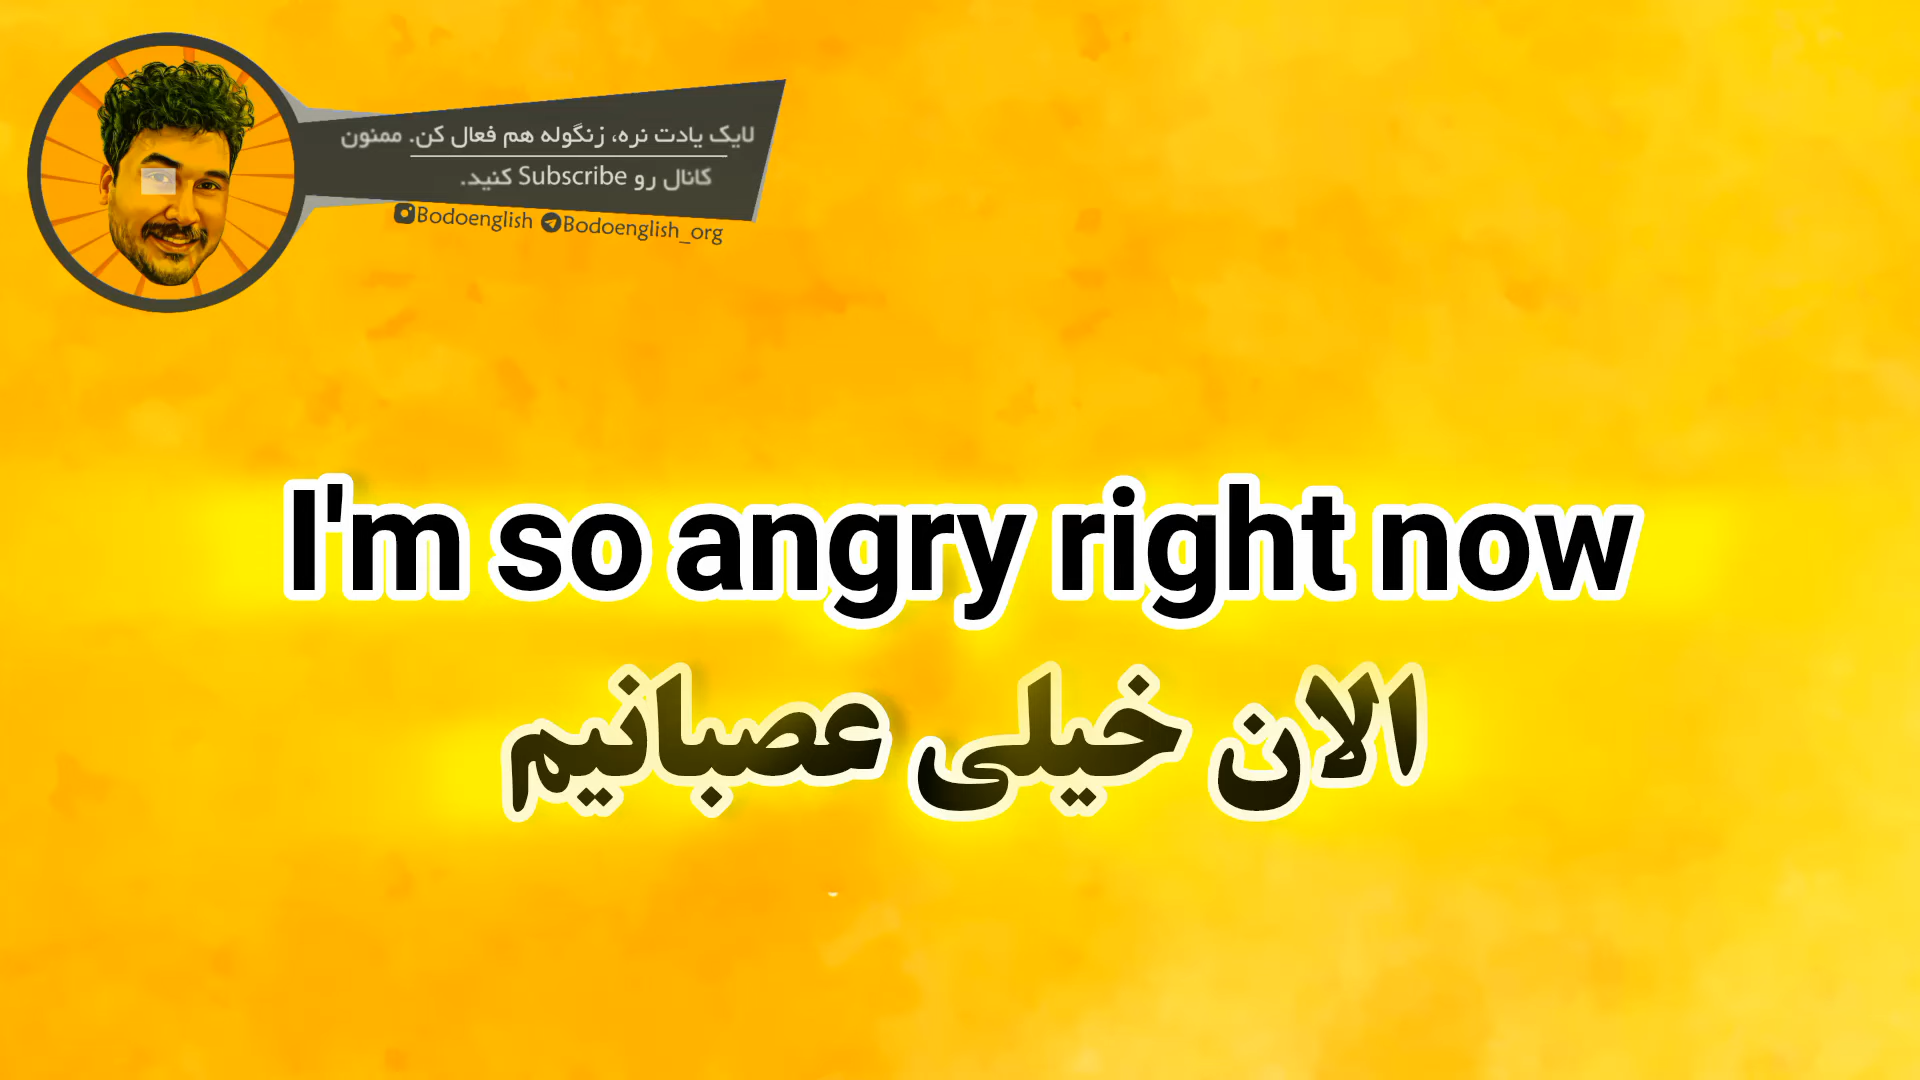 لایک یادت نره، زنگوله هم فعال کن. ممنون
کانال رو Subscribe کنید.
Bodoenglish Bodoenglish_org
I'm so angry right now
الان خیلی عصبانیم